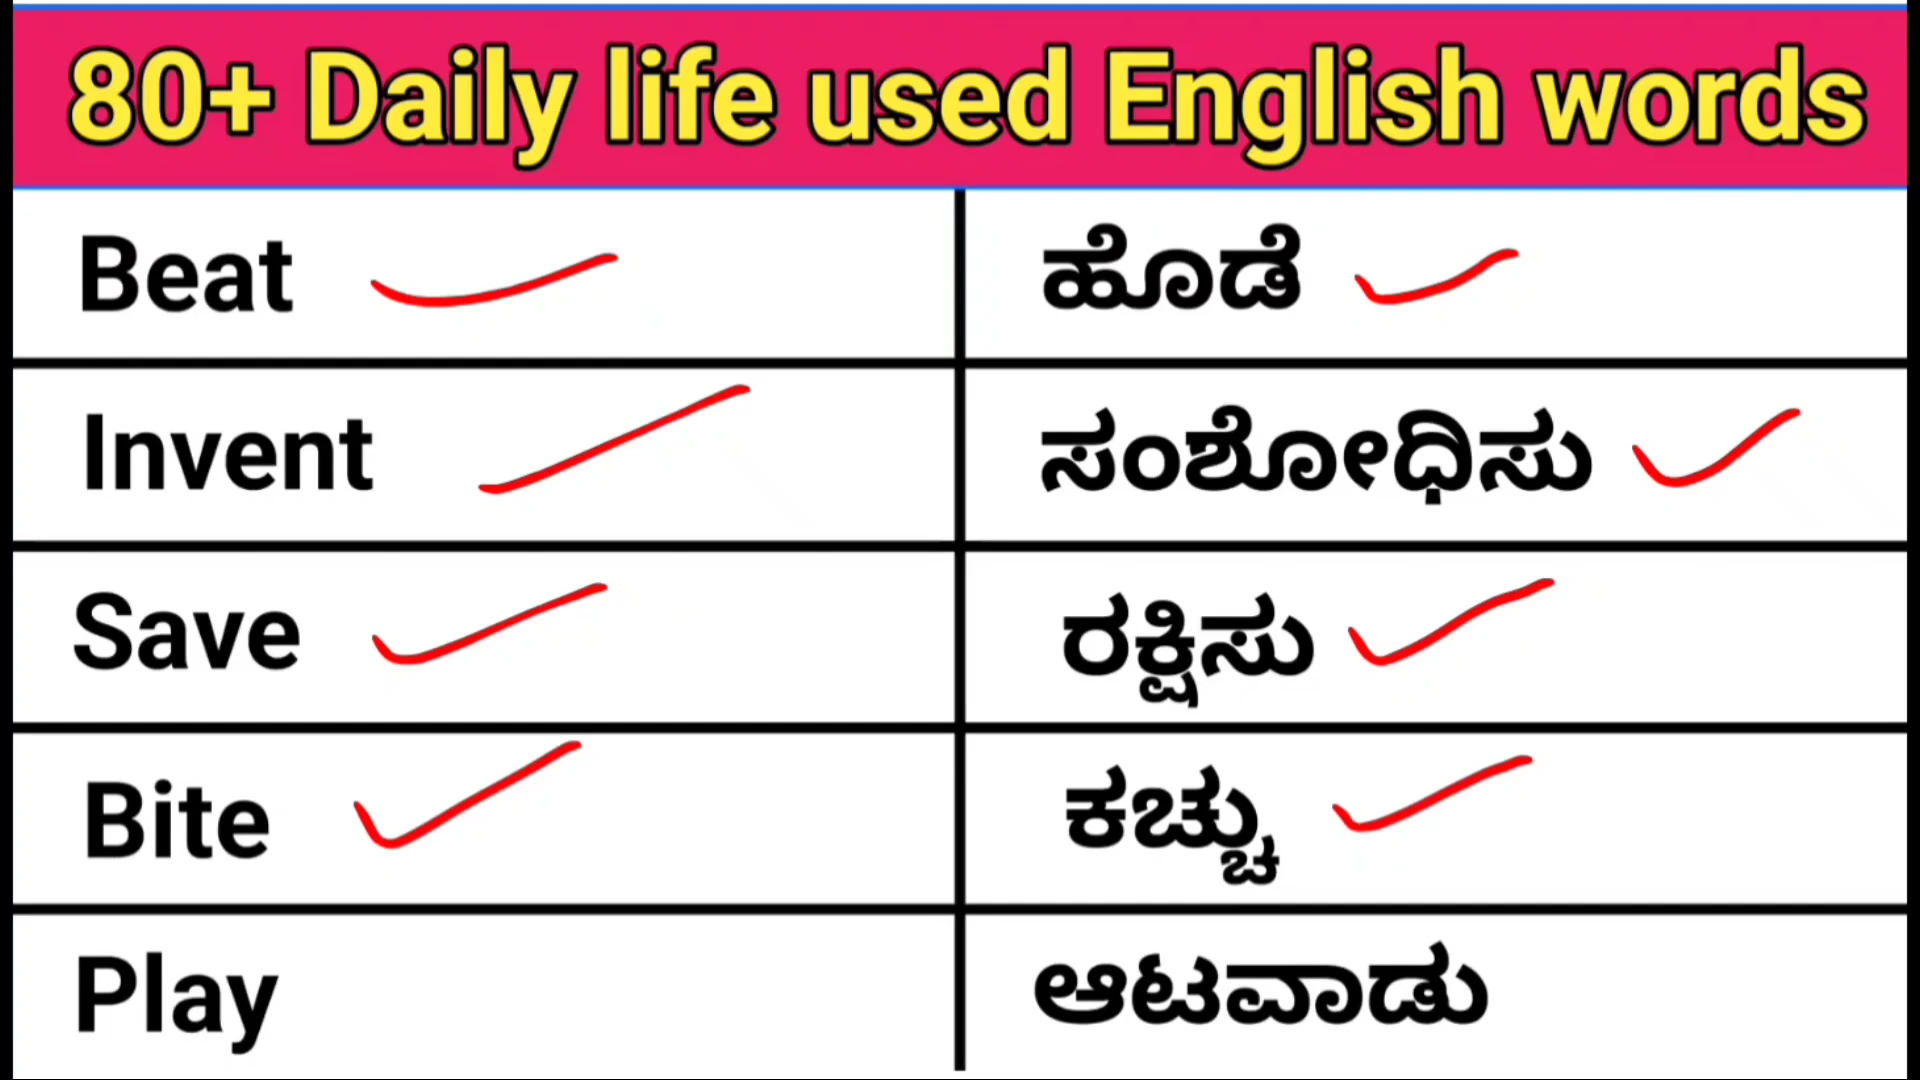 80+ Daily life used English words
Beat ಹೊಡೆ
Invent ಸಂಶೋಧಿಸು
Save ರಕ್ಷಿಸು
Bite ಕಚ್ಚು
Play ಆಟವಾಡು